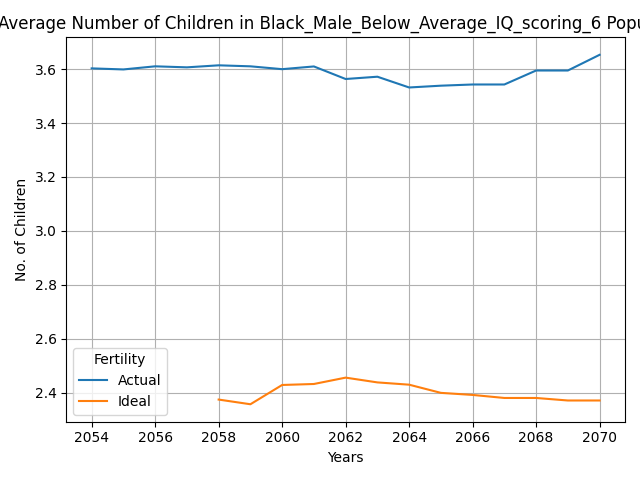 Average Number of Children in Black_Male_Below_Average_IQ_scoring_6 Popu
3.6
3.4
3.2
3.0
2.8
2.6
2.4
No. of Children
Fertility
Actual
Ideal
2054 2056 2058 2060 2062 2064 2066 2068 2070
Years